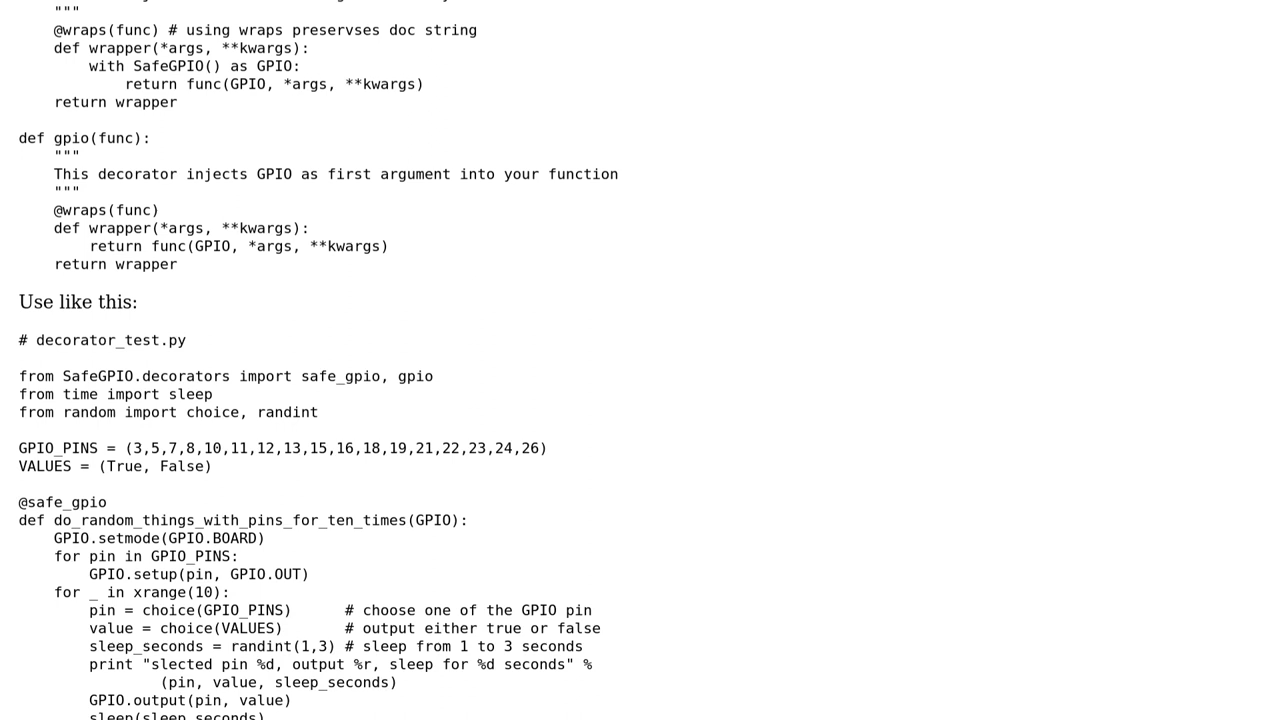 """
@wraps(func) # using wraps preservses doc string
def wrapper(*args, **kwargs):
with SafeGPIO() as GPIO:
return func(GPIO, *args, **kwargs)
return wrapper
def gpio(func):
"""
This decorator injects GPIO as first argument into your function
"""
@wraps(func)
def wrapper(*args, **kwargs):
return func(GPIO, *args, **kwargs)
return wrapper
Use like this:
# decorator_test.py
from SafeGPIO.decorators import safe_gpio, gpio
from time import sleep
from random import choice, randint
GPIO_PINS = (3,5,7,8,10,11,12,13,15,16,18,19,21,22,23,24,26)
VALUES = (True, False)
@safe_gpio
def do_random_things_with_pins_for_ten_times(GPIO):
GPIO.setmode(GPIO.BOARD)
for pin in GPIO_PINS:
GPIO.setup(pin, GPIO.OUT)
for _ in xrange(10):
pin = choice(GPIO_PINS)      # choose one of the GPIO pin
value = choice(VALUES)       # output either true or false
sleep_seconds = randint(1,3) # sleep from 1 to 3 seconds
print "slected pin %d, output %r, sleep for %d seconds" %
(pin, value, sleep_seconds)
GPIO.output(pin, value)
sleep(sleep_seconds)